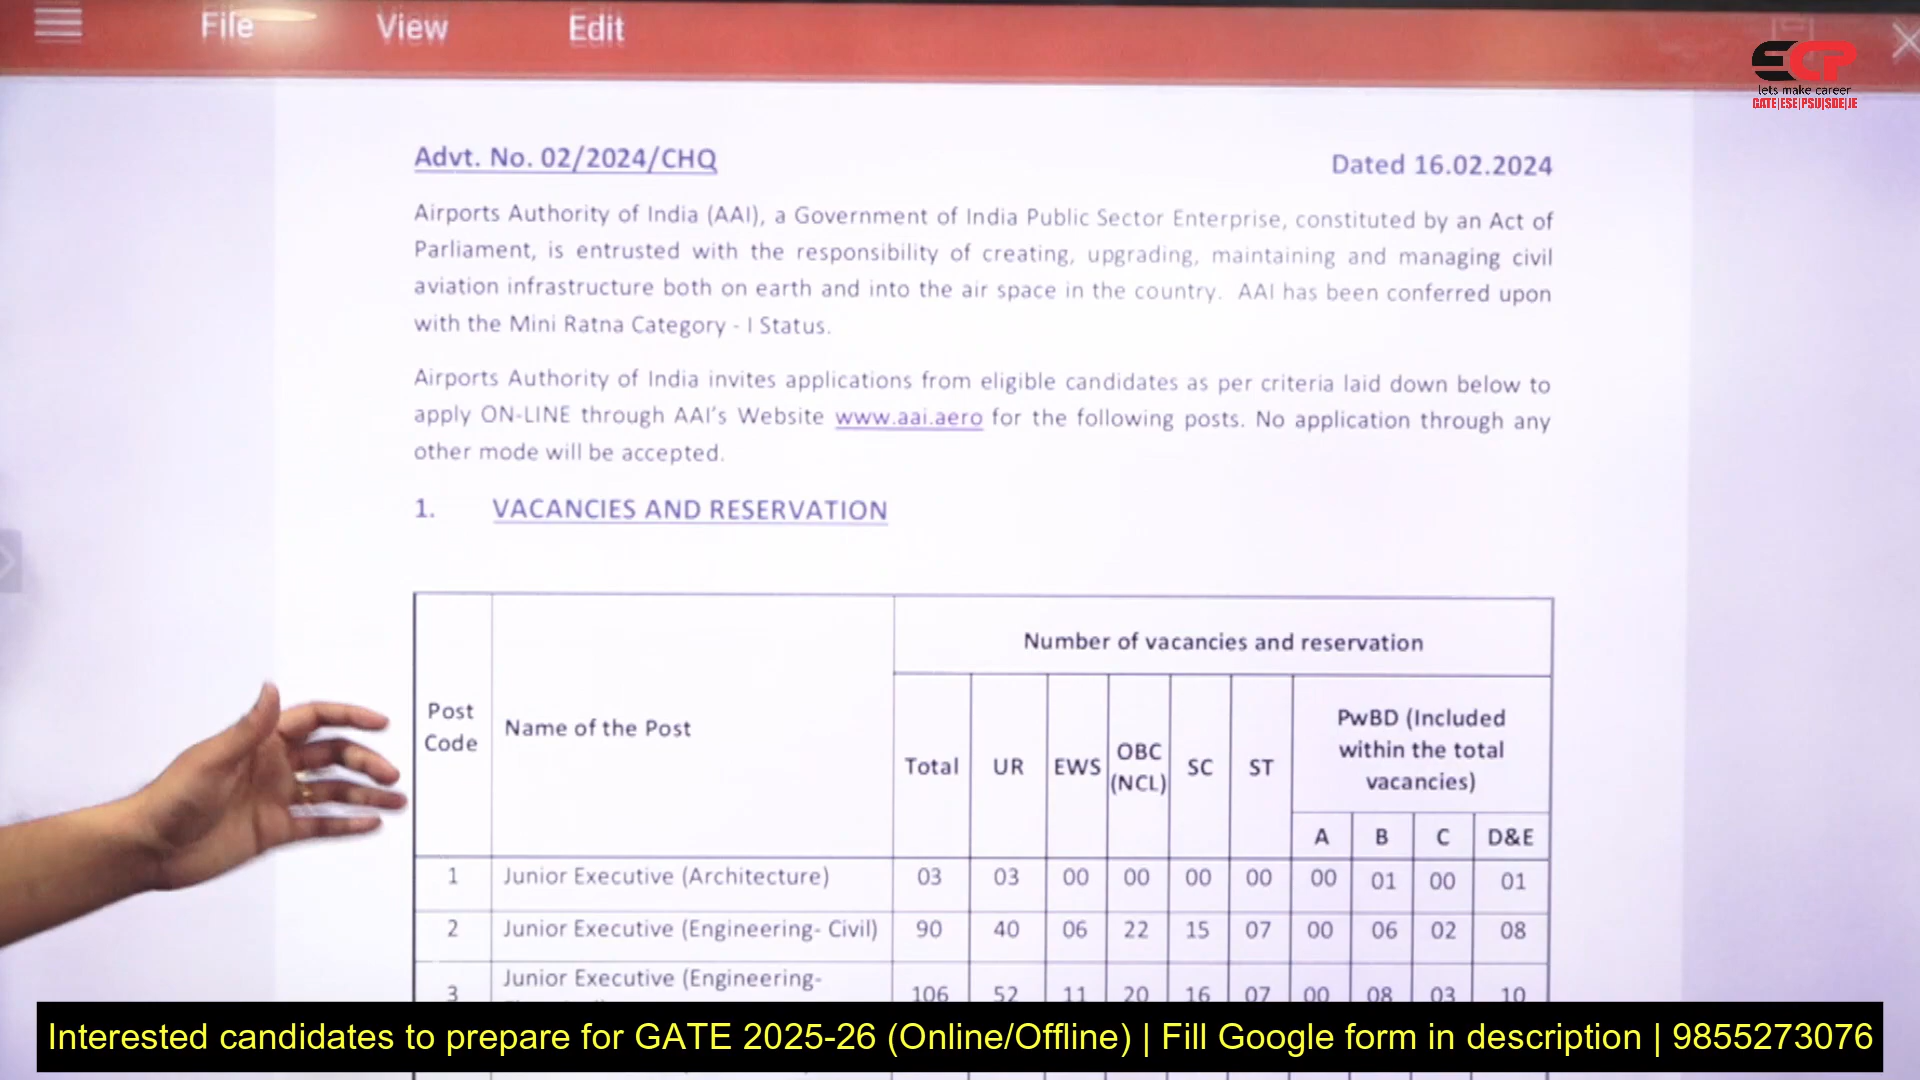 File View Edit
ECP
lets make career
GATE|ESE|PSU|SDE|JE
Advt. No. 02/2024/CHQ Dated 16.02.2024
Airports Authority of India (AAI), a Government of India Public Sector Enterprise, constituted by an Act of
Parliament, is entrusted with the responsibility of creating, upgrading, maintaining and managing civil
aviation infrastructure both on earth and into the air space in the country. AAI has been conferred upon
with the Mini Ratna Category - I Status.
Airports Authority of India invites applications from eligible candidates as per criteria laid down below to
apply ON-LINE through AAI's Website www.aai.aero for the following posts. No application through any
other mode will be accepted.
1. VACANCIES AND RESERVATION
Post Code Name of the Post Number of vacancies and reservation
Total UR EWS OBC (NCL) SC ST PwBD (Included within the total vacancies)
A B C D&E
1 Junior Executive (Architecture) 03 03 00 00 00 00 00 01 00 01
2 Junior Executive (Engineering- Civil) 90 40 06 22 15 07 00 06 02 08
3 Junior Executive (Engineering- 106 52 11 20 16 07 00 08 03 10
Interested candidates to prepare for GATE 2025-26 (Online/Offline) | Fill Google form in description | 9855273076